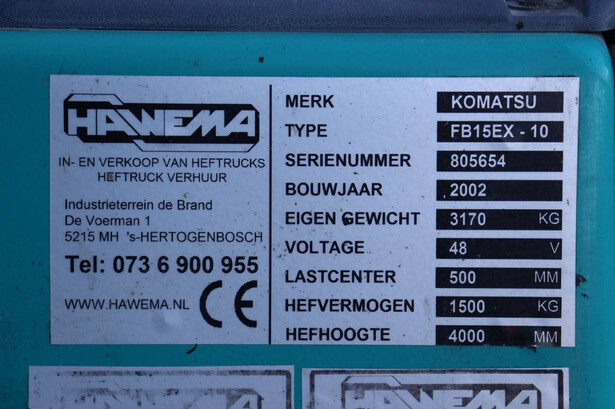 HAWEMA
IN- EN VERKOOP VAN HEFTRUCKS
HEFTRUCK VERHUUR
Industrieterrein de Brand
De Voerman 1
5215 MH 's-HERTOGENBOSCH
Tel: 073 6 900 955
WWW.HAWEMA.NL CE
MERK KOMATSU
TYPE FB15EX - 10
SERIENUMMER 805654
BOUWJAAR 2002
EIGEN GEWICHT 3170 KG
VOLTAGE 48 V
LASTCENTER 500 MM
HEFVERMOGEN 1500 KG
HEFHOOGTE 4000 MM
HAWEMA
HAWEMA